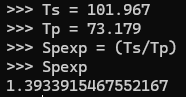 >>> Ts = 101.967
>>> Tp = 73.179
>>> Spexp = (Ts/Tp)
>>> Spexp
1.3933915467552167